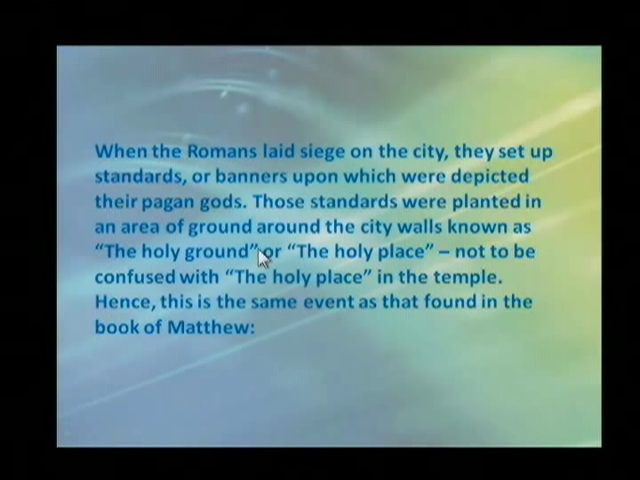 When the Romans laid siege on the city, they set up
standards, or banners upon which were depicted
their pagan gods. Those standards were planted in
an area of ground around the city walls known as
“The holy ground” or “The holy place” – not to be
confused with “The holy place” in the temple.
Hence, this is the same event as that found in the
book of Matthew: